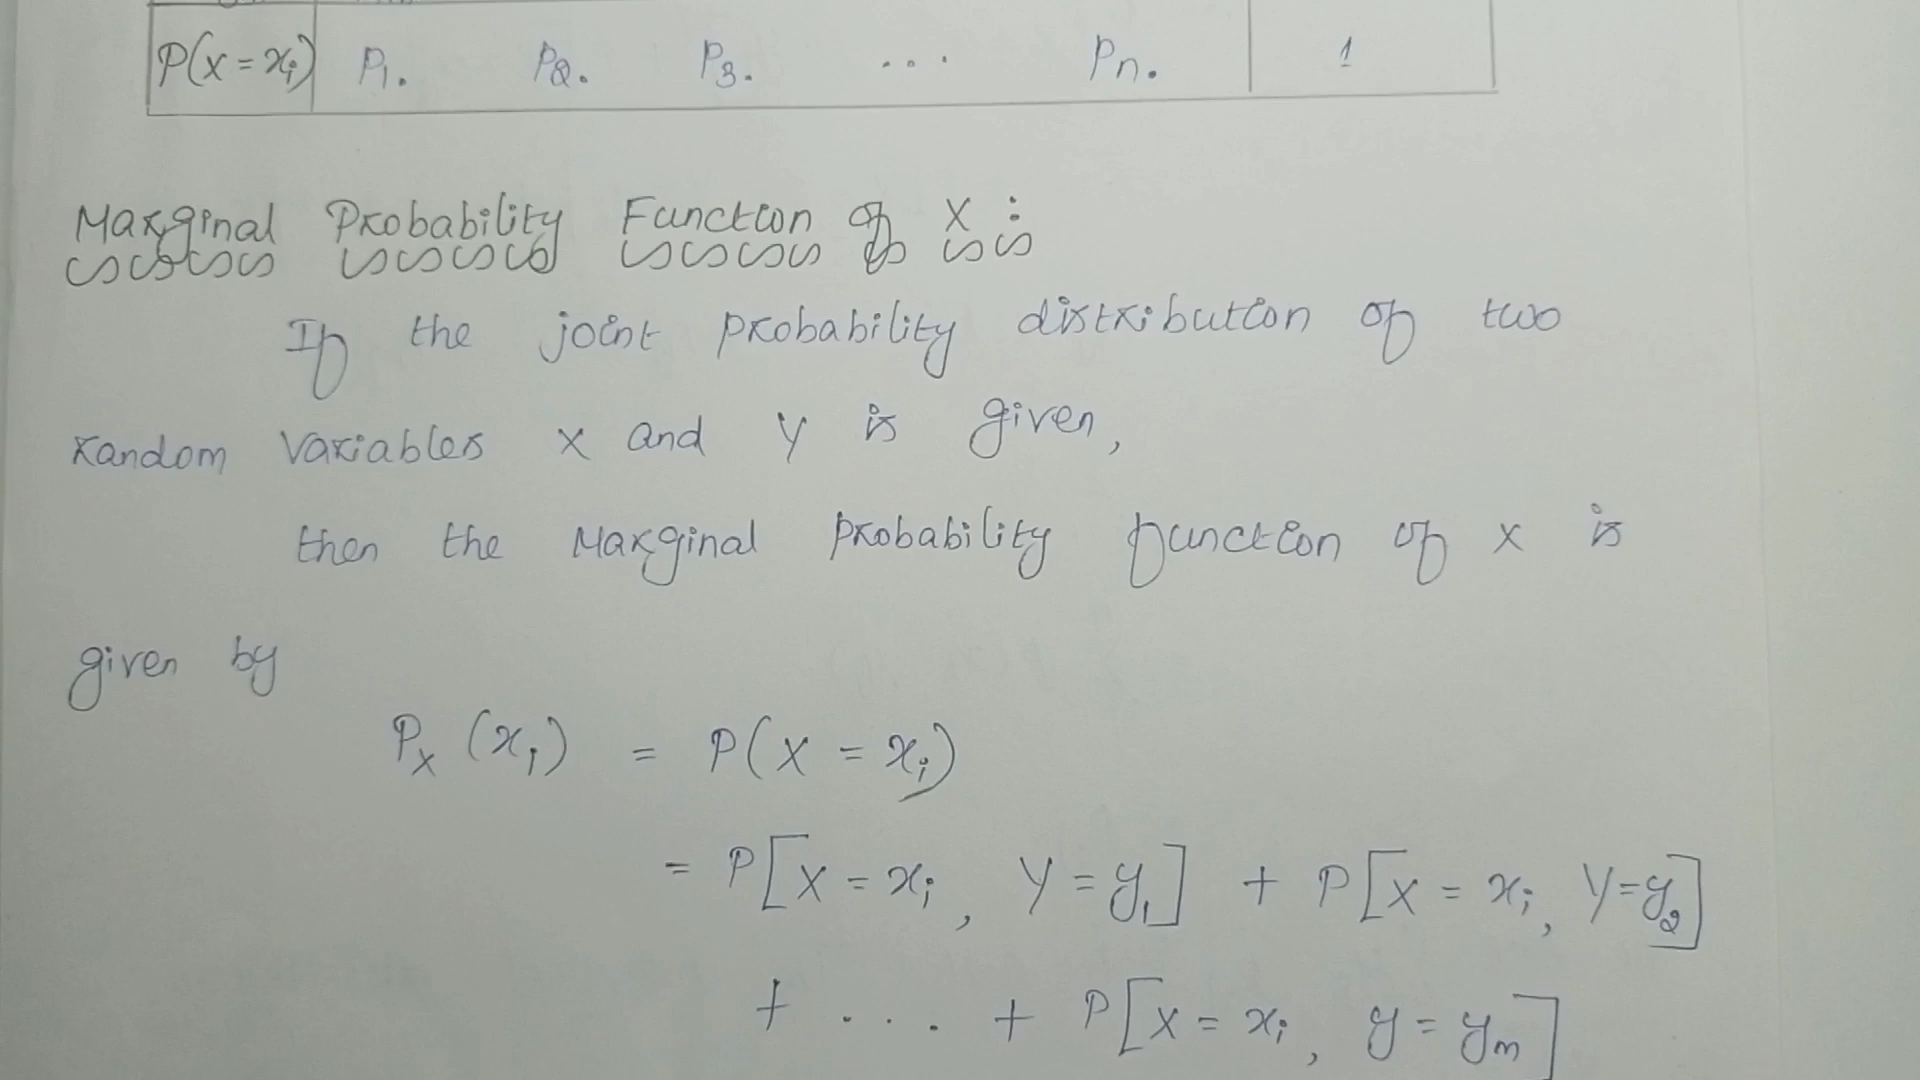 P(X = xi) P1. P2. P3. ... Pn. 1
Marginal Probability Function of X :
If the joint probability distribution of two
random variables X and Y is given,
then the Marginal probability function of X is
given by
PX (xi) = P(X = xi)
= P[X = xi, Y = y1] + P[X = xi, Y = y2]
+ ... + P[X = xi, y = ym]